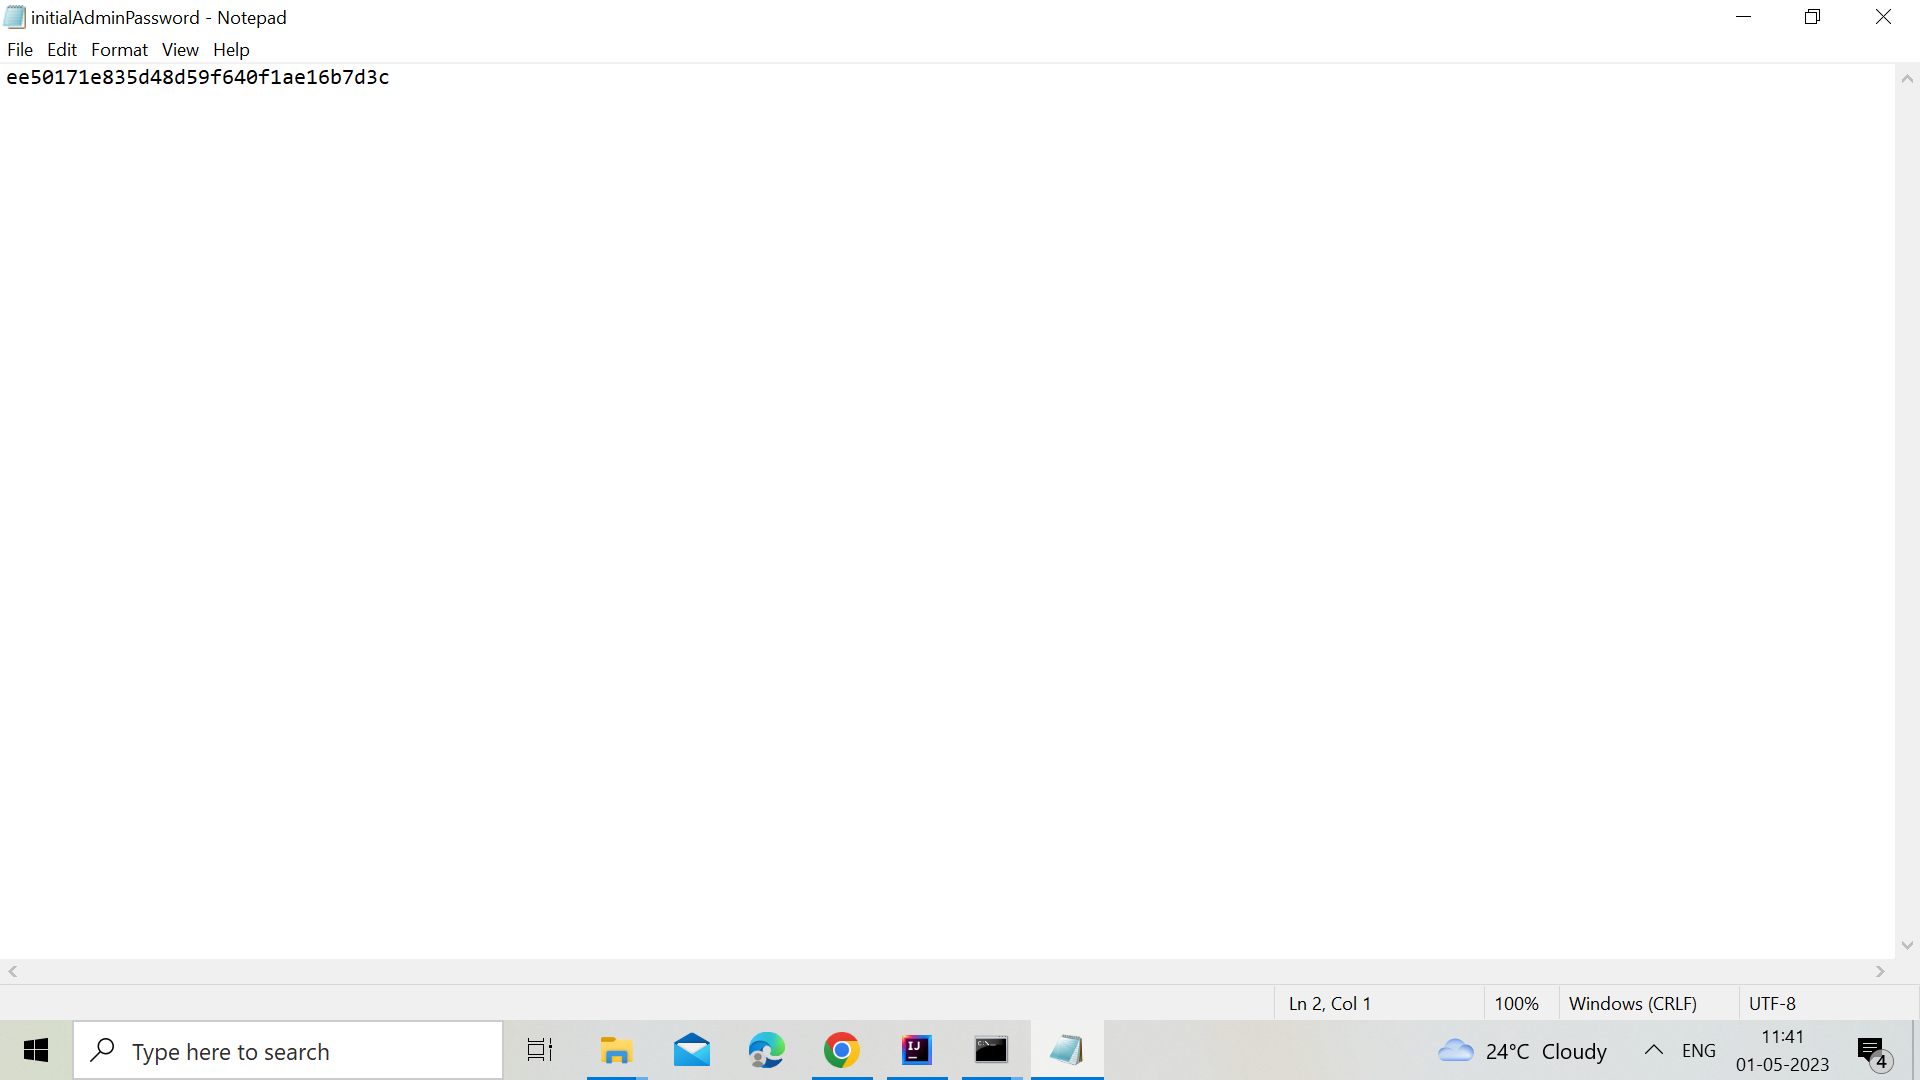 initialAdminPassword - Notepad
File Edit Format View Help
ee50171e835d48d59f640f1ae16b7d3c
Ln 2, Col 1 100% Windows (CRLF) UTF-8
Type here to search
IJ
C:\
24°C Cloudy
ENG
11:41
01-05-2023
4